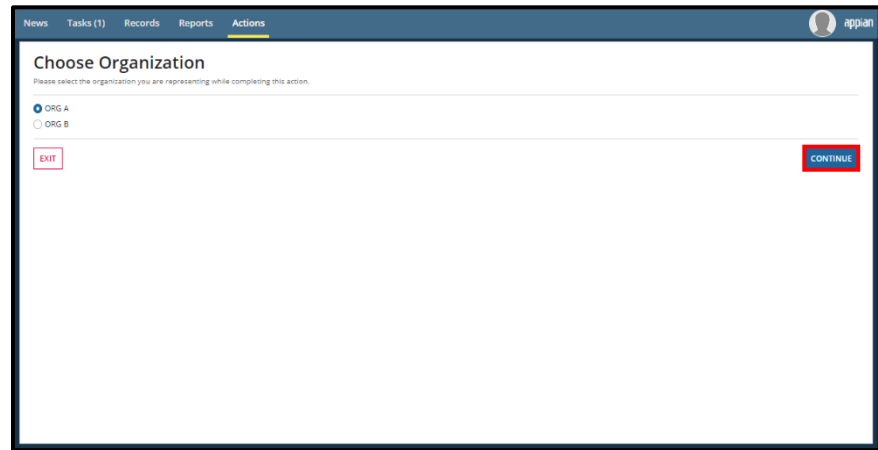 News Tasks (1) Records Reports Actions appian
Choose Organization
Please select the organization you are representing while completing this action.
ORG A
ORG B
EXIT CONTINUE